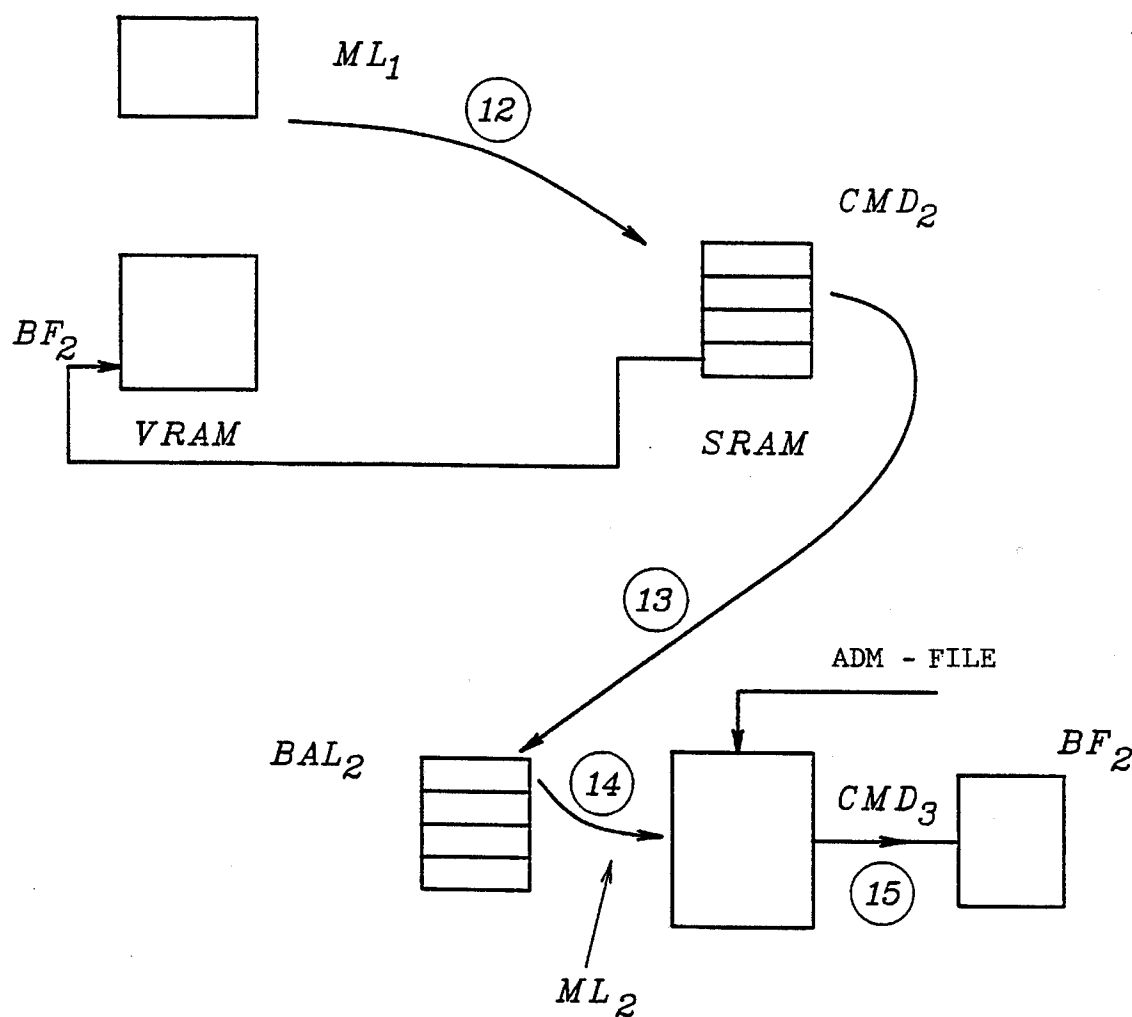 ML₁
12
CMD₂
BF₂
VRAM
SRAM
13
ADM - FILE
BAL₂
14
BF₂
CMD₃
15
ML₂